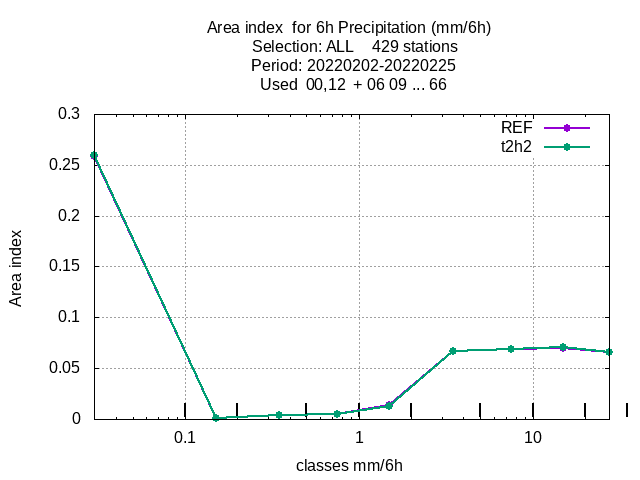 Area index  for 6h Precipitation (mm/6h)
Selection: ALL    429 stations
Period: 20220202-20220225
Used  00,12  + 06 09 ... 66
0.3
REF
t2h2
0.25
0.2
0.15
Area index
0.1
0.05
0
0.1
1
10
classes mm/6h